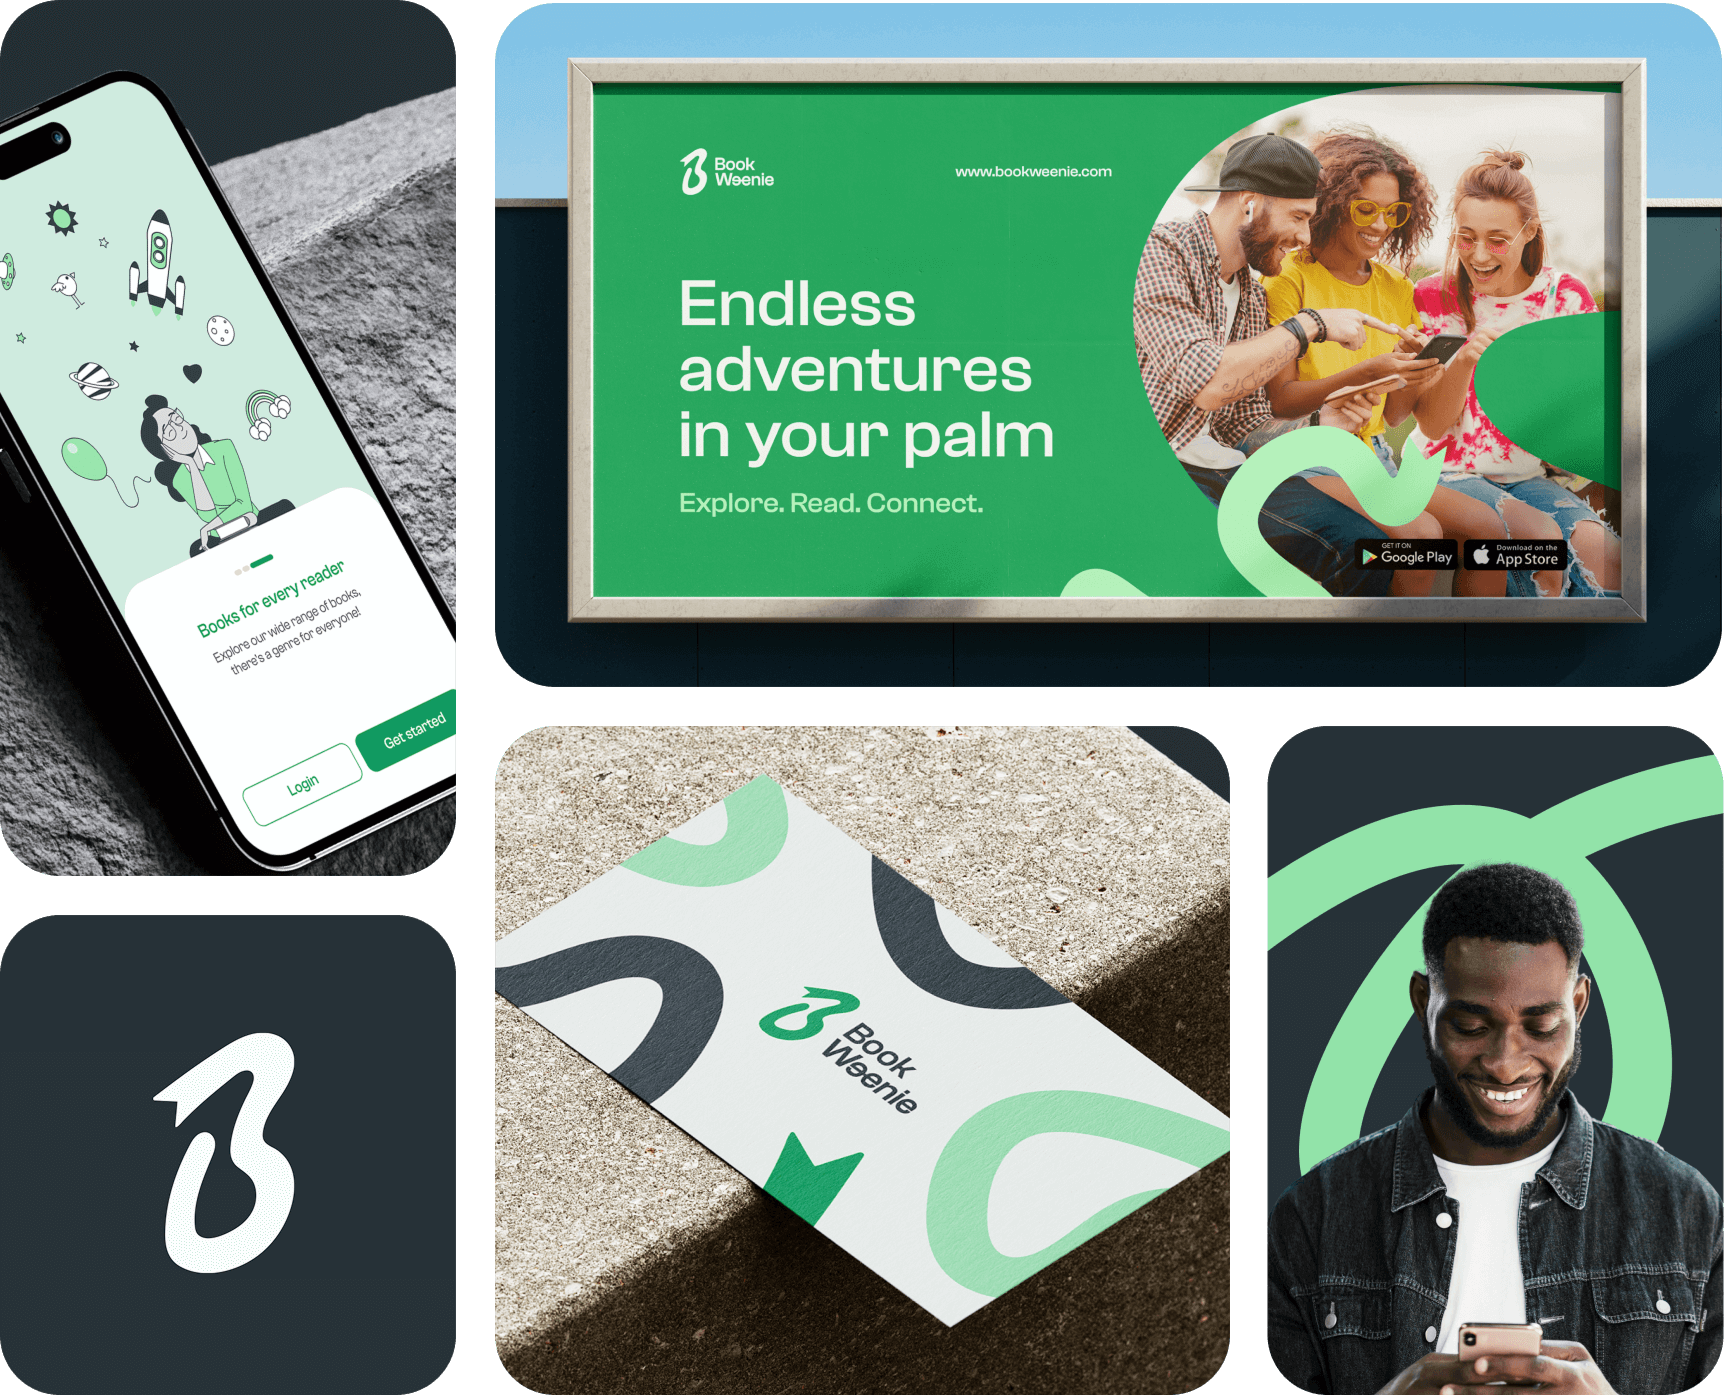 Books for every reader
Explore our wide range of books,
there's a genre for everyone!
Login
Get started
Book
Weenie
www.bookweenie.com
Endless
adventures
in your palm
Explore. Read. Connect.
GET IT ON
Google Play
Download on the
App Store
Book
Weenie